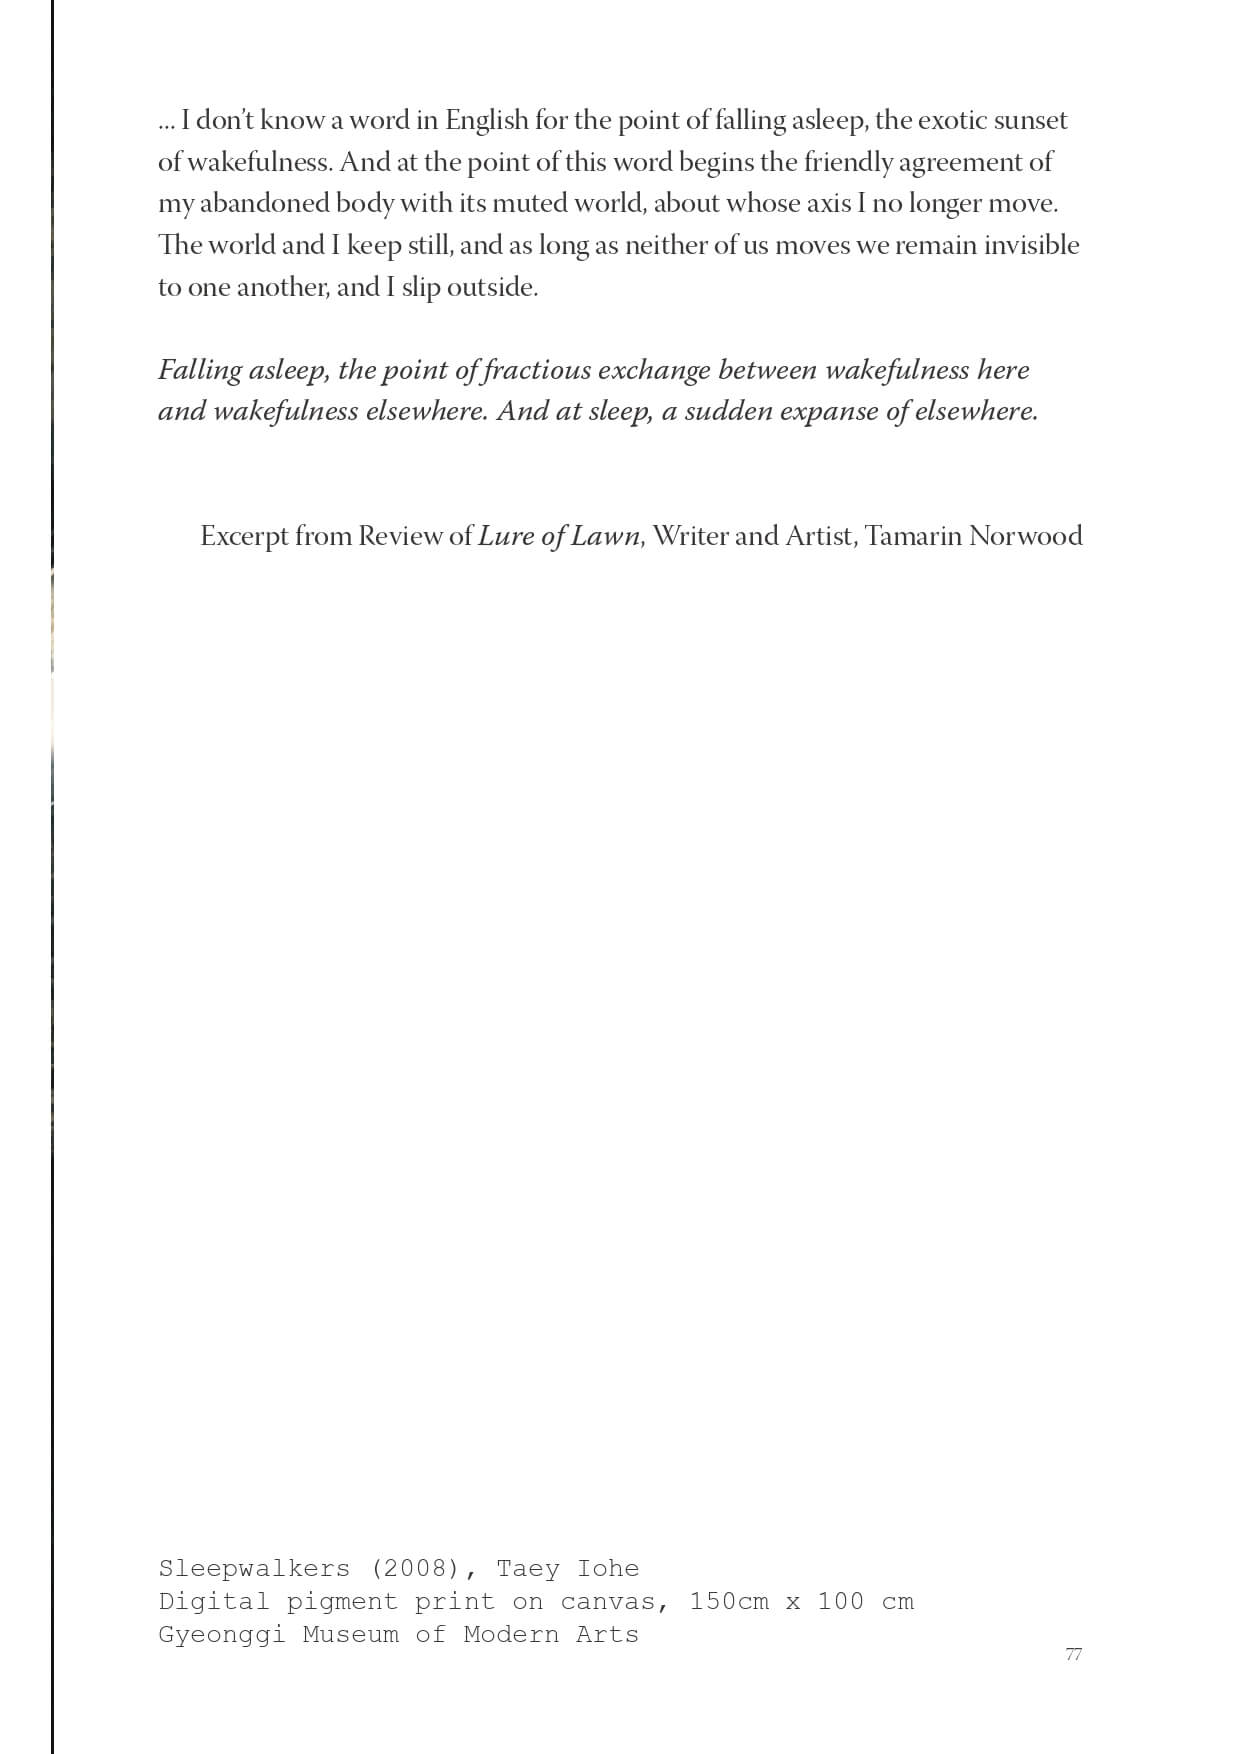 ... I don’t know a word in English for the point of falling asleep, the exotic sunset
of wakefulness. And at the point of this word begins the friendly agreement of
my abandoned body with its muted world, about whose axis I no longer move.
The world and I keep still, and as long as neither of us moves we remain invisible
to one another, and I slip outside.
Falling asleep, the point of fractious exchange between wakefulness here
and wakefulness elsewhere. And at sleep, a sudden expanse of elsewhere.
Excerpt from Review of Lure of Lawn, Writer and Artist, Tamarin Norwood
Sleepwalkers (2008), Taey Iohe
Digital pigment print on canvas, 150cm x 100 cm
Gyeonggi Museum of Modern Arts
77